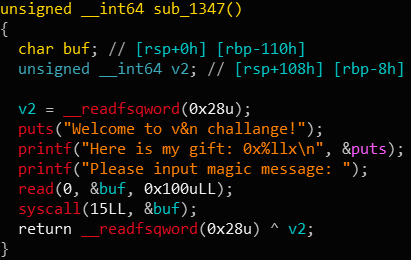 unsigned __int64 sub_1347()
{
char buf; // [rsp+0h] [rbp-110h]
unsigned __int64 v2; // [rsp+108h] [rbp-8h]
v2 = __readfsqword(0x28u);
puts("Welcome to v&n challange!");
printf("Here is my gift: 0x%llx\n", &puts);
printf("Please input magic message: ");
read(0, &buf, 0x100uLL);
syscall(15LL, &buf);
return __readfsqword(0x28u) ^ v2;
}